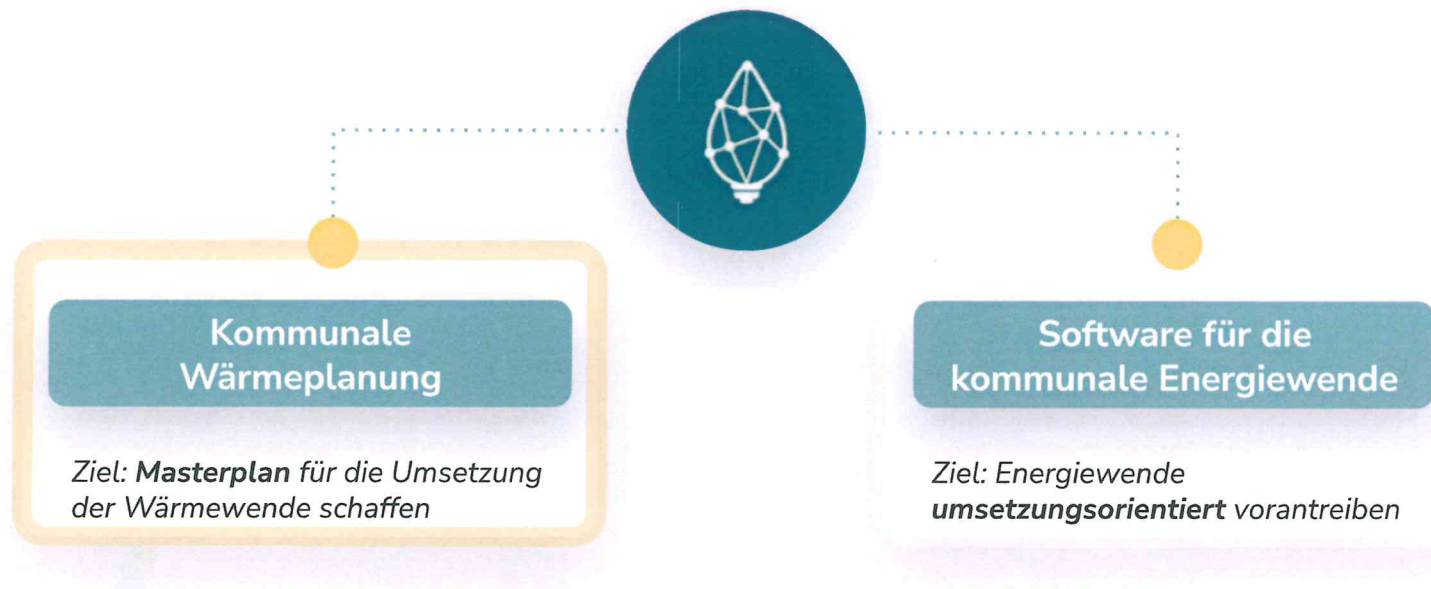 Kommunale
Wärmeplanung
Ziel: Masterplan für die Umsetzung
der Wärmewende schaffen
Software für die
kommunale Energiewende
Ziel: Energiewende
umsetzungsorientiert vorantreiben